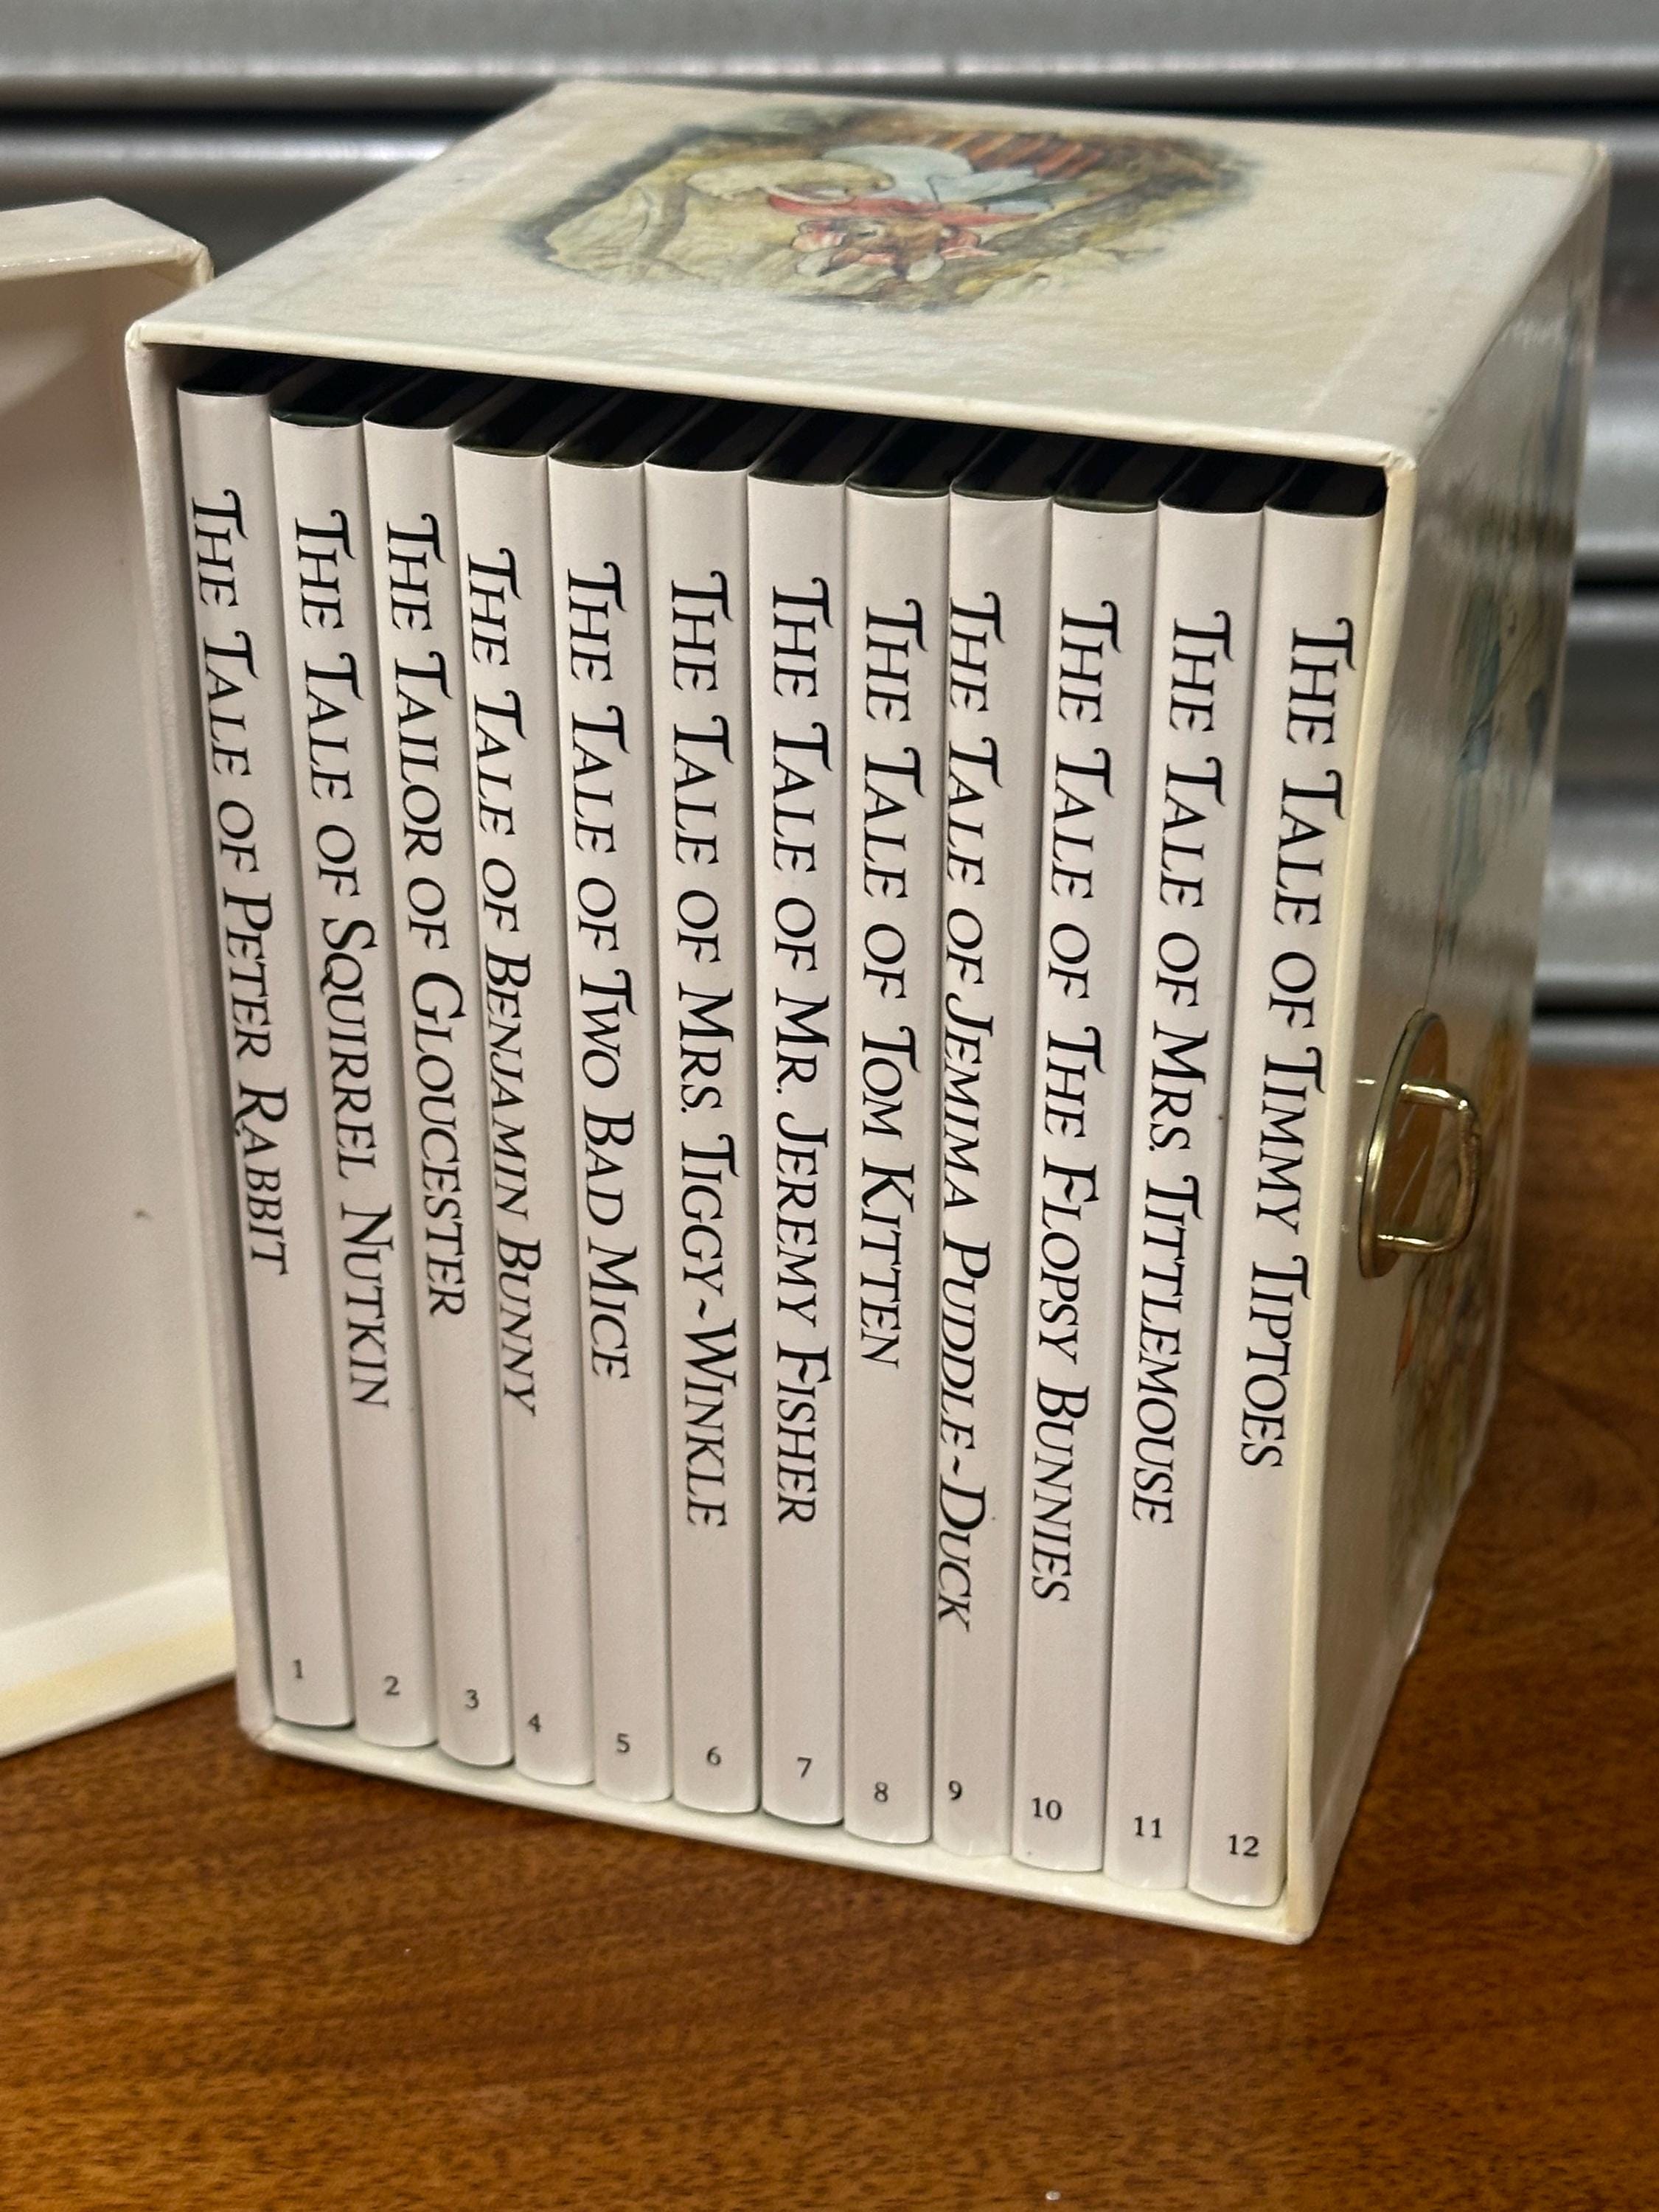 THE TALE OF PETER RABBIT
1
THE TALE OF SQUIRREL NUTKIN
2
THE TAILOR OF GLOUCESTER
3
THE TALE OF BENJAMIN BUNNY
4
THE TALE OF TWO BAD MICE
5
THE TALE OF MRS. TIGGY~WINKLE
6
THE TALE OF MR. JEREMY FISHER
7
THE TALE OF TOM KITTEN
8
THE TALE OF JEMIMA PUDDLE~DUCK
9
THE TALE OF THE FLOPSY BUNNIES
10
THE TALE OF MRS. TITTLEMOUSE
11
THE TALE OF TIMMY TIPTOES
12